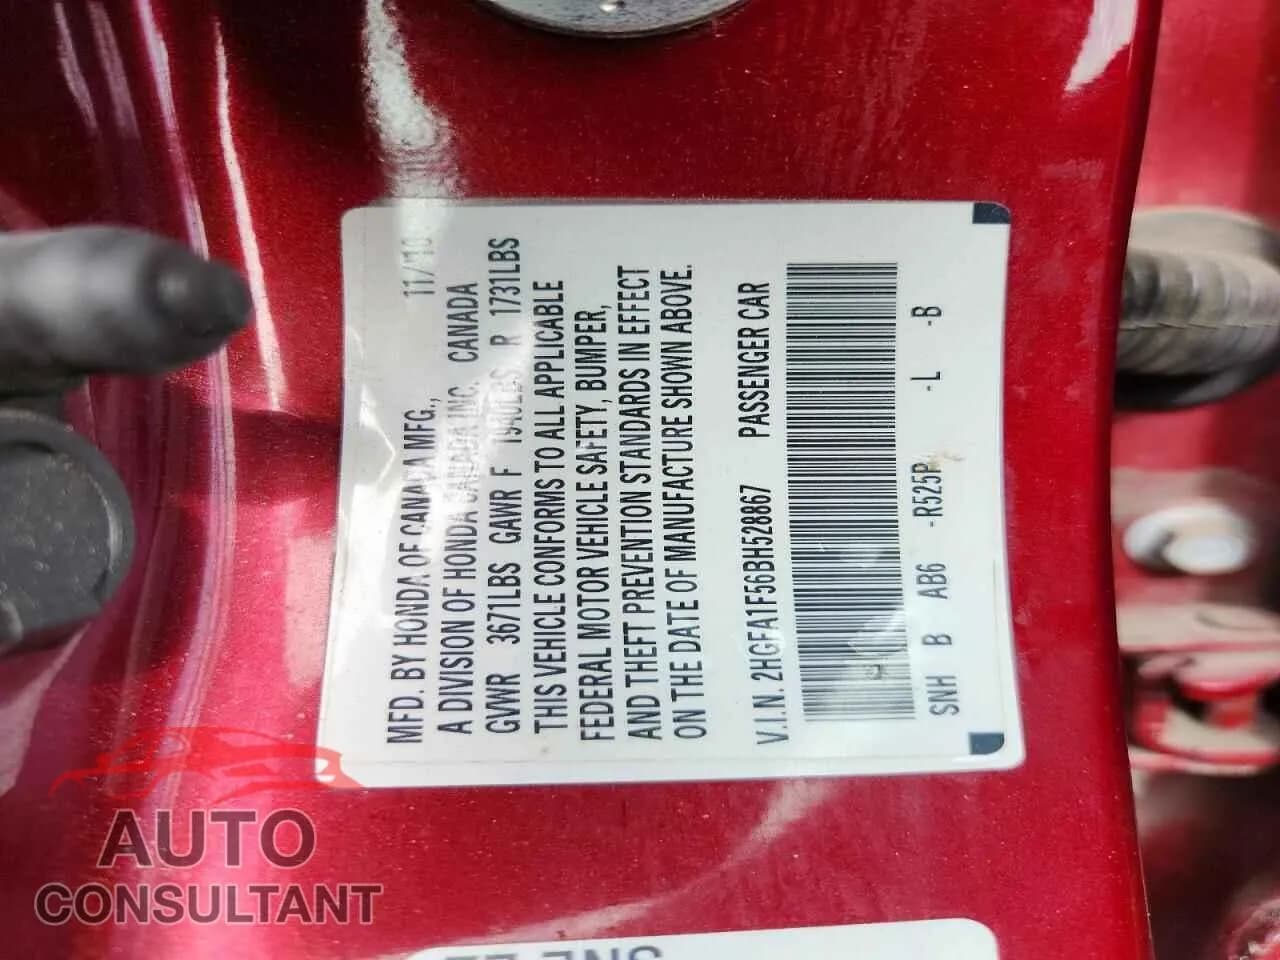 MFD. BY HONDA OF CANADA MFG., 11/10
A DIVISION OF HONDA CANADA INC. CANADA
GVWR 3671LBS GAWR F 1940LBS R 1731LBS
THIS VEHICLE CONFORMS TO ALL APPLICABLE
FEDERAL MOTOR VEHICLE SAFETY, BUMPER,
AND THEFT PREVENTION STANDARDS IN EFFECT
ON THE DATE OF MANUFACTURE SHOWN ABOVE.
V.I.N. 2HGFA1F56BH528867 PASSENGER CAR
SNH B AB6 -R525P -L -B
AUTO
CONSULTANT